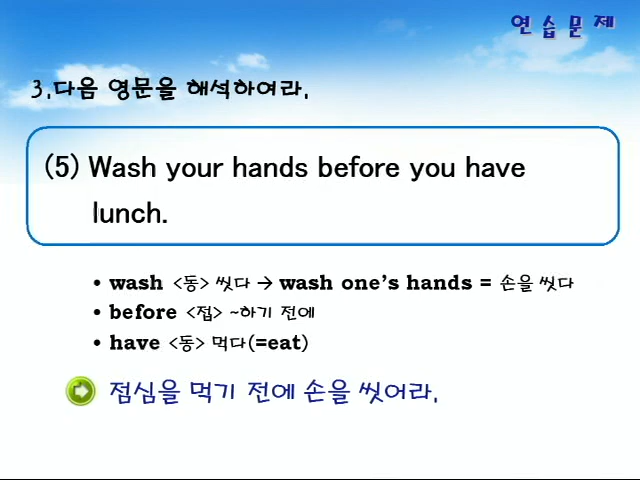 연습문제
3.다음 영문을 해석하여라.
(5) Wash your hands before you have
lunch.
• wash <동> 씻다 → wash one's hands = 손을 씻다
• before <접> ~하기 전에
• have <동> 먹다(=eat)
점심을 먹기 전에 손을 씻어라.